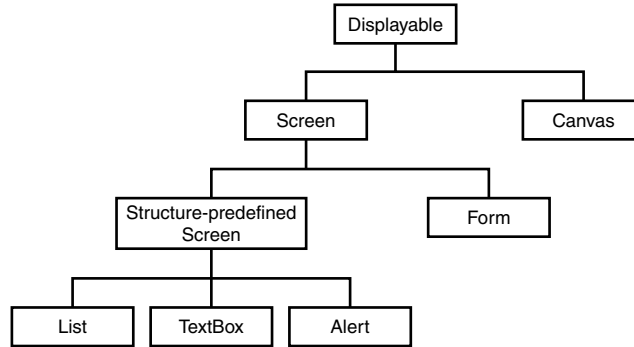 Displayable
Screen
Canvas
Structure-predefined
Screen
Form
List
TextBox
Alert